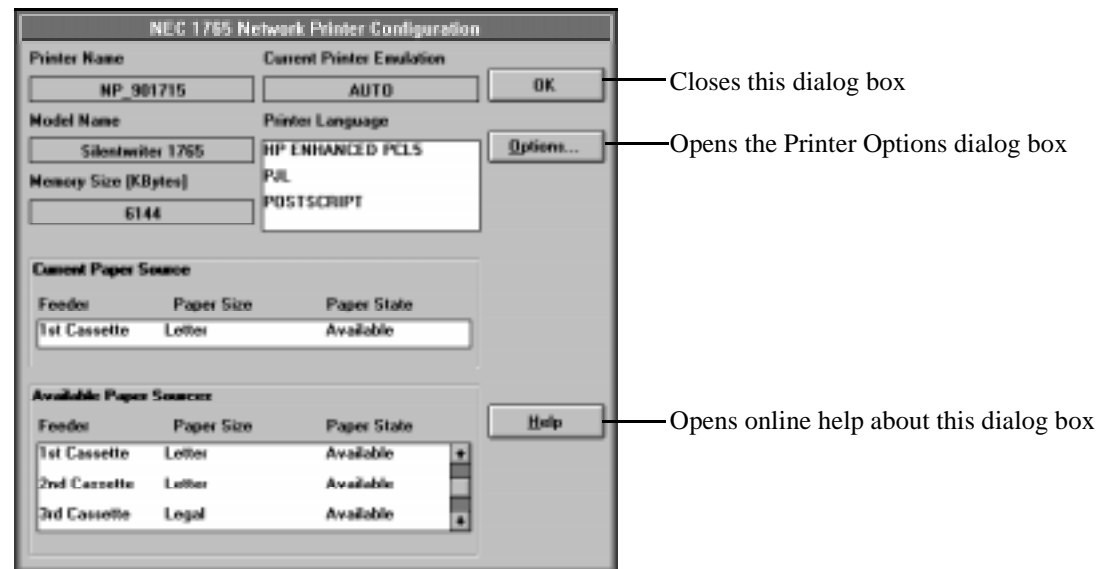 NEC 1765 Network Printer Configuration
Printer Name
NP_901715
Current Printer Emulation
AUTO
OK
Closes this dialog box
Model Name
Silentwriter 1765
Printer Language
HP ENHANCED PCL5
PJL
POSTSCRIPT
Options...
Opens the Printer Options dialog box
Memory Size [KBytes]
6144
Current Paper Source
Feeder Paper Size Paper State
1st Cassette Letter Available
Available Paper Sources
Feeder Paper Size Paper State
1st Cassette Letter Available
2nd Cassette Letter Available
3rd Cassette Legal Available
Help
Opens online help about this dialog box